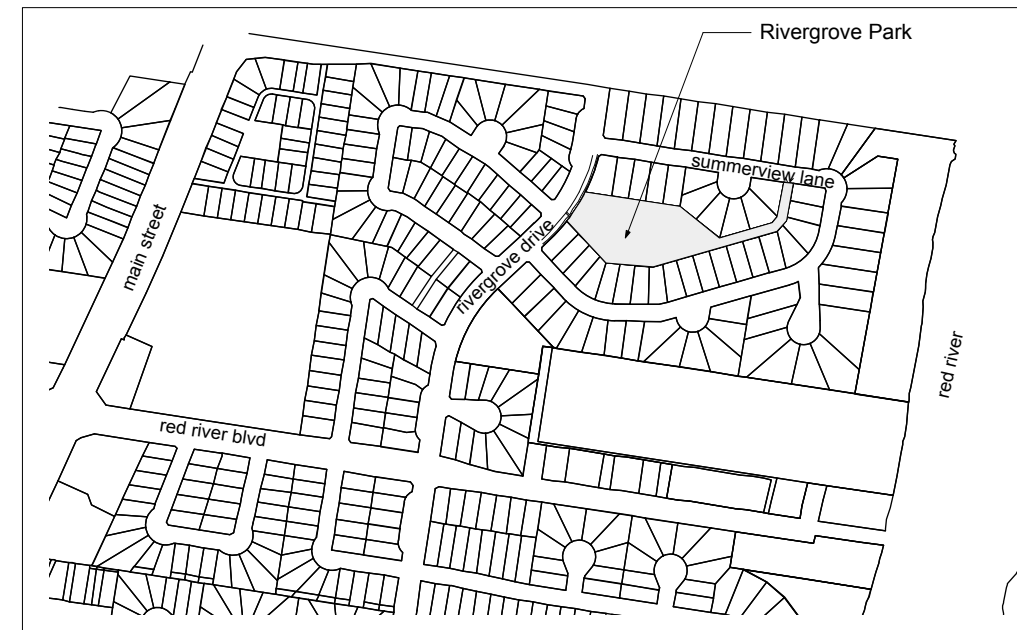 Rivergrove Park
summerview lane
main street
rivergrove drive
red river
red river blvd